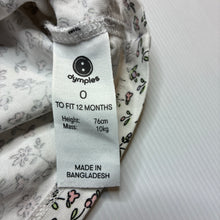 dymples
0
TO FIT 12 MONTHS
Height: 76cm
Mass: 10kg
MADE IN
BANGLADESH